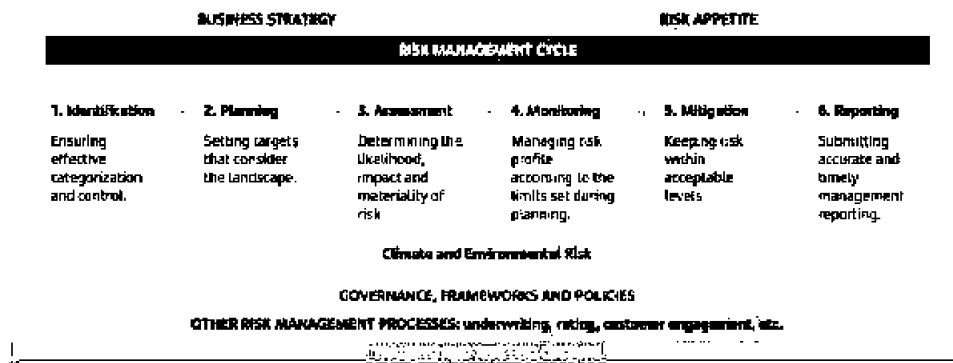 BUSINESS STRATEGY RISK APPETITE
RISK MANAGEMENT CYCLE
1. Identification - 2. Planning - 3. Assessment - 4. Monitoring - 5. Mitigation - 6. Reporting
Ensuring Setting targets Determining the Managing risk Keeping risk Submitting
effective that consider likelihood, profile within accurate and
categorization the landscape. impact and according to the acceptable timely
and control. materiality of limits set during levels management
risk planning. reporting.
Climate and Environmental Risk
GOVERNANCE, FRAMEWORKS AND POLICIES
OTHER RISK MANAGEMENT PROCESSES: underwriting, rating, customer engagement, etc.